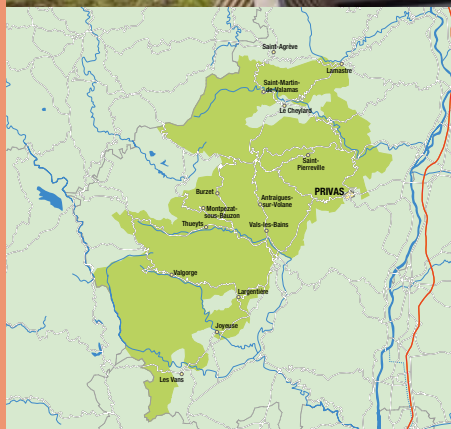 Saint-Agrève
Lamastre
Saint-Martin-
de-Valamas
Le Cheylard
Saint-
Pierreville
PRIVAS
Burzet
Antraigues-
sur-Volane
Montpezat-
sous-Bauzon
Thueyts
Vals-les-Bains
Valgorge
Largentière
Joyeuse
Les Vans